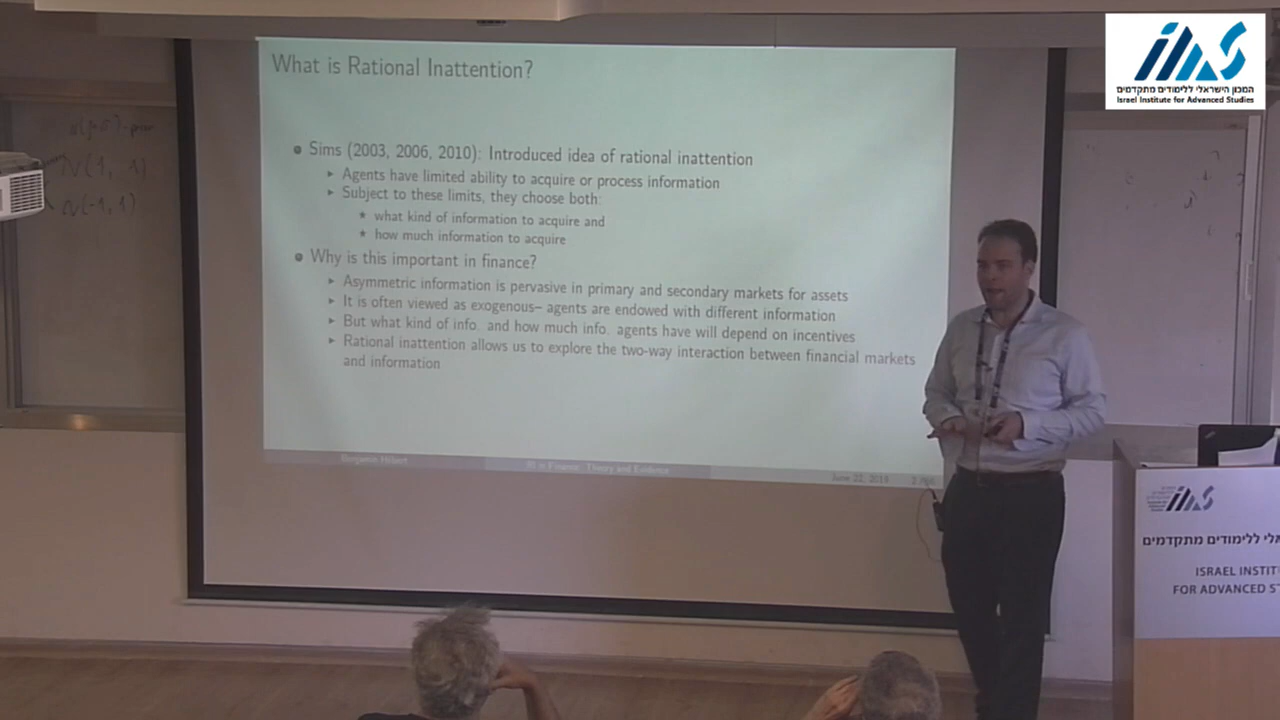 What is Rational Inattention?
Sims (2003, 2006, 2010): Introduced idea of rational inattention
Agents have limited ability to acquire or process information
Subject to these limits, they choose both:
what kind of information to acquire and
how much information to acquire
Why is this important in finance?
Asymmetric information is pervasive in primary and secondary markets for assets
It is often viewed as exogenous– agents are endowed with different information
But what kind of info. and how much info. agents have will depend on incentives
Rational inattention allows us to explore the two-way interaction between financial markets
and information
Benjamin Hébert
RI in Finance: Theory and Evidence
June 22, 2019
N(1, 1)
N(-1, 1)
המכון הישראלי ללימודים מתקדמים
Israel Institute for Advanced Studies
ללימודים מתקדמים
ISRAEL INSTIT
FOR ADVANCED S